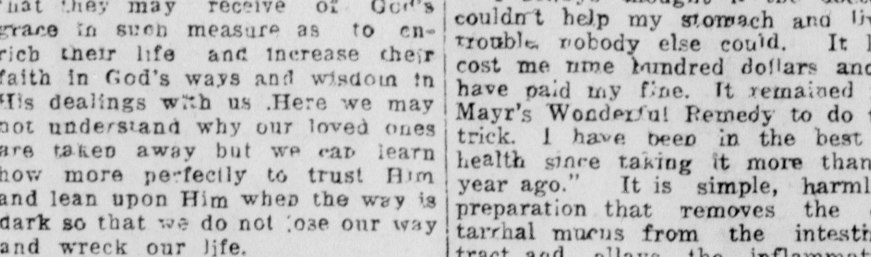 that they may receive of God's
grace in such measure as to en-
rich their life and increase their
faith in God's ways and wisdom in
His dealings with us .Here we may
not understand why our loved ones
are taken away but we can learn
how more perfectly to trust Him
and lean upon Him when the way is
dark so that we do not lose our way
and wreck our life.
couldn't help my stomach and
trouble, nobody else could. It
cost me nine hundred dollars and
have paid my fine. It remained
Mayr's Wonderful Remedy to do
trick. I have been in the best
health since taking it more than
year ago." It is simple, harml
preparation that removes the
tarrhal mucus from the intesti
tract and allays the inflammat